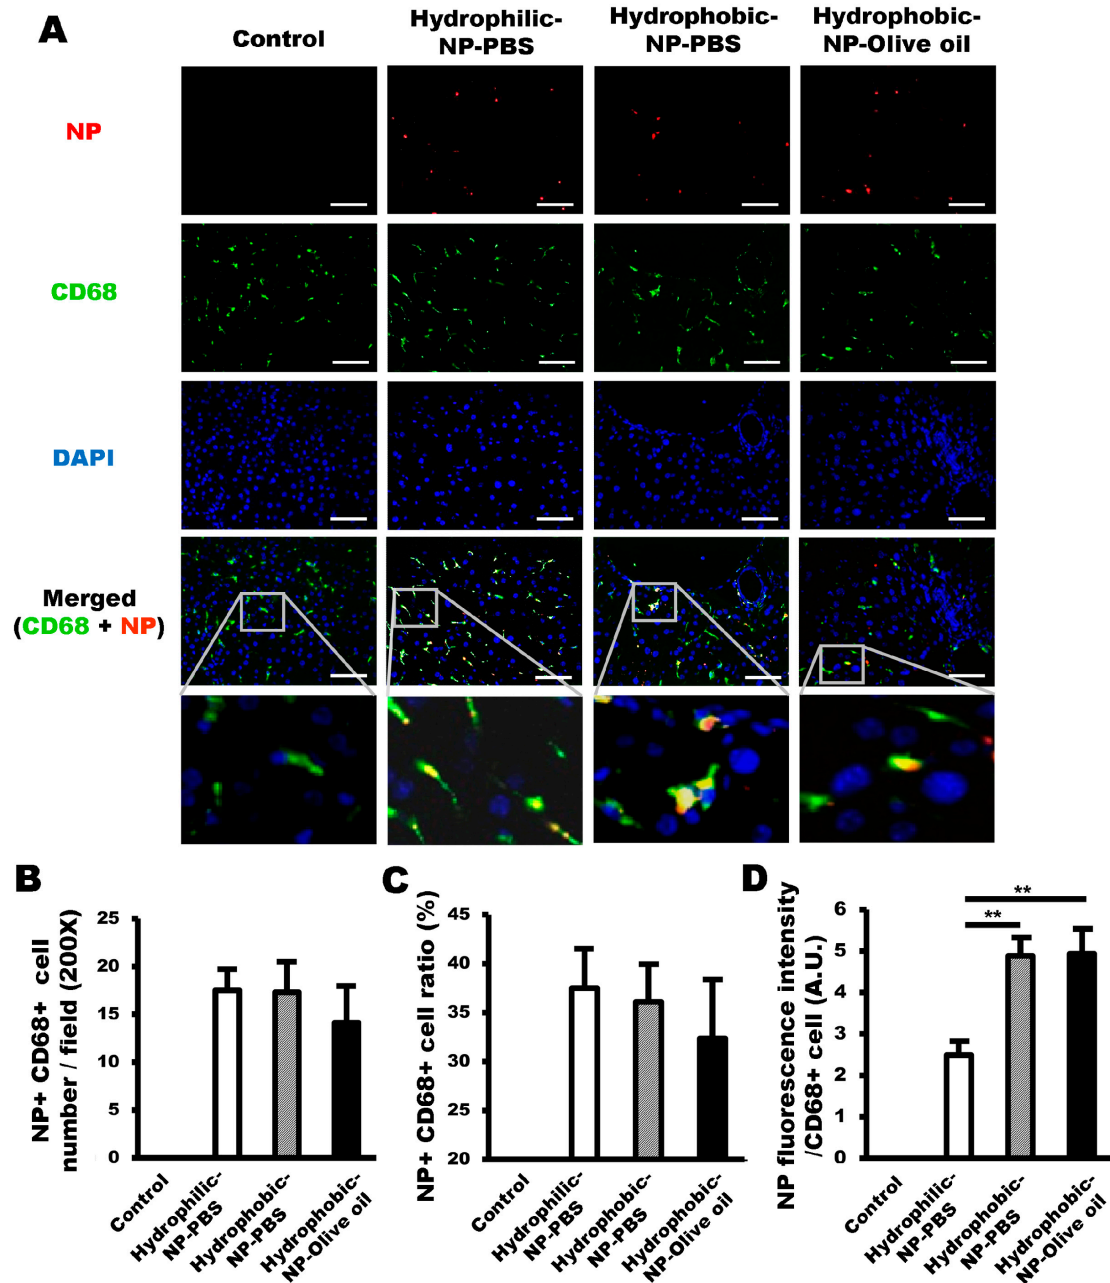 A
Control
Hydrophilic-
NP-PBS
Hydrophobic-
NP-PBS
Hydrophobic-
NP-Olive oil
NP
CD68
DAPI
Merged
(CD68 + NP)
B
NP+ CD68+ cell
number / field (200X)
25
20
15
10
5
0
Control
Hydrophilic-
NP-PBS
Hydrophobic-
NP-PBS
Hydrophobic-
NP-Olive oil
C
NP+ CD68+ cell ratio (%)
45
40
35
30
25
20
Control
Hydrophilic-
NP-PBS
Hydrophobic-
NP-PBS
Hydrophobic-
NP-Olive oil
D
NP fluorescence intensity
/CD68+ cell (A.U.)
6
5
4
3
2
1
0
**
**
Control
Hydrophilic-
NP-PBS
Hydrophobic-
NP-PBS
Hydrophobic-
NP-Olive oil